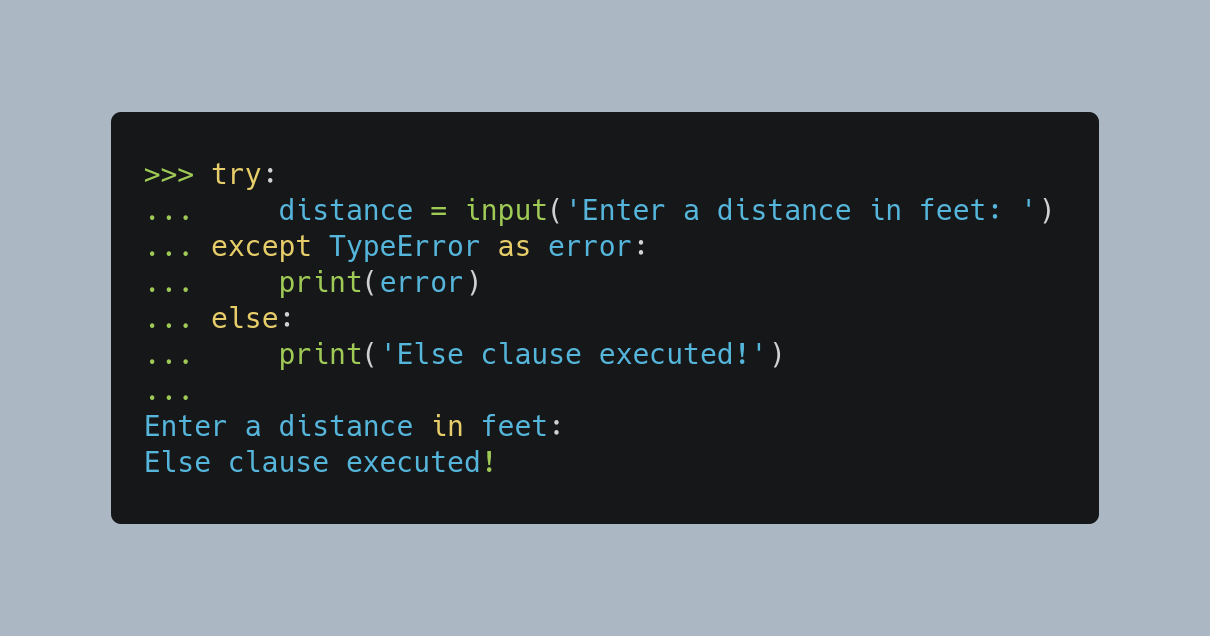 >>> try:
...     distance = input('Enter a distance in feet: ')
... except TypeError as error:
...     print(error)
... else:
...     print('Else clause executed!')
...
Enter a distance in feet:
Else clause executed!